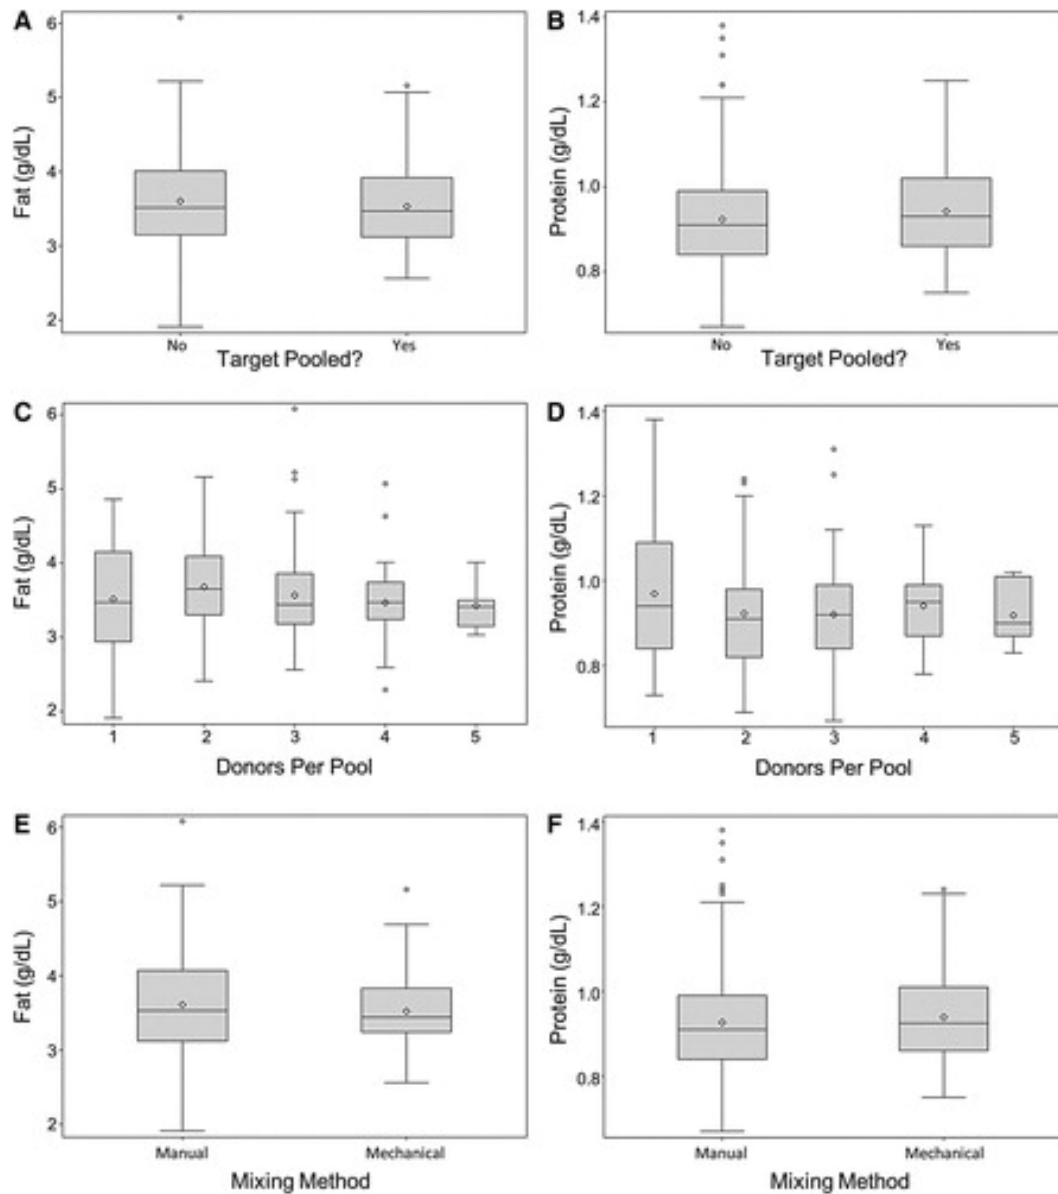 A
6
5
4
3
2
Fat (g/dL)
No Yes
Target Pooled?
B
1.4
1.2
1.0
0.8
Protein (g/dL)
No Yes
Target Pooled?
C
6
5
4
3
2
Fat (g/dL)
1 2 3 4 5
Donors Per Pool
D
1.4
1.2
1.0
0.8
Protein (g/dL)
1 2 3 4 5
Donors Per Pool
E
6
5
4
3
2
Fat (g/dL)
Manual Mechanical
Mixing Method
F
1.4
1.2
1.0
0.8
Protein (g/dL)
Manual Mechanical
Mixing Method